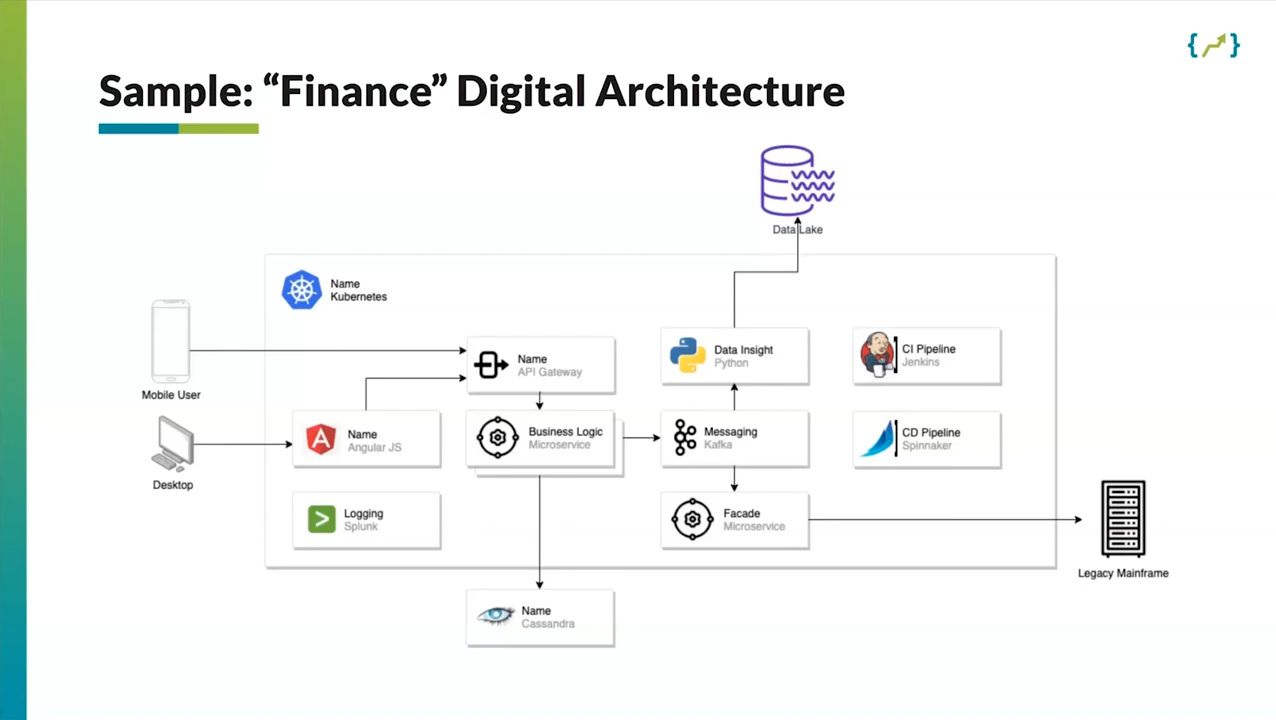 Sample: “Finance” Digital Architecture
Data Lake
Name
Kubernetes
Mobile User
Name
API Gateway
Data Insight
Python
CI Pipeline
Jenkins
Desktop
Name
Angular JS
Business Logic
Microservice
Messaging
Kafka
CD Pipeline
Spinnaker
Logging
Splunk
Facade
Microservice
Legacy Mainframe
Name
Cassandra